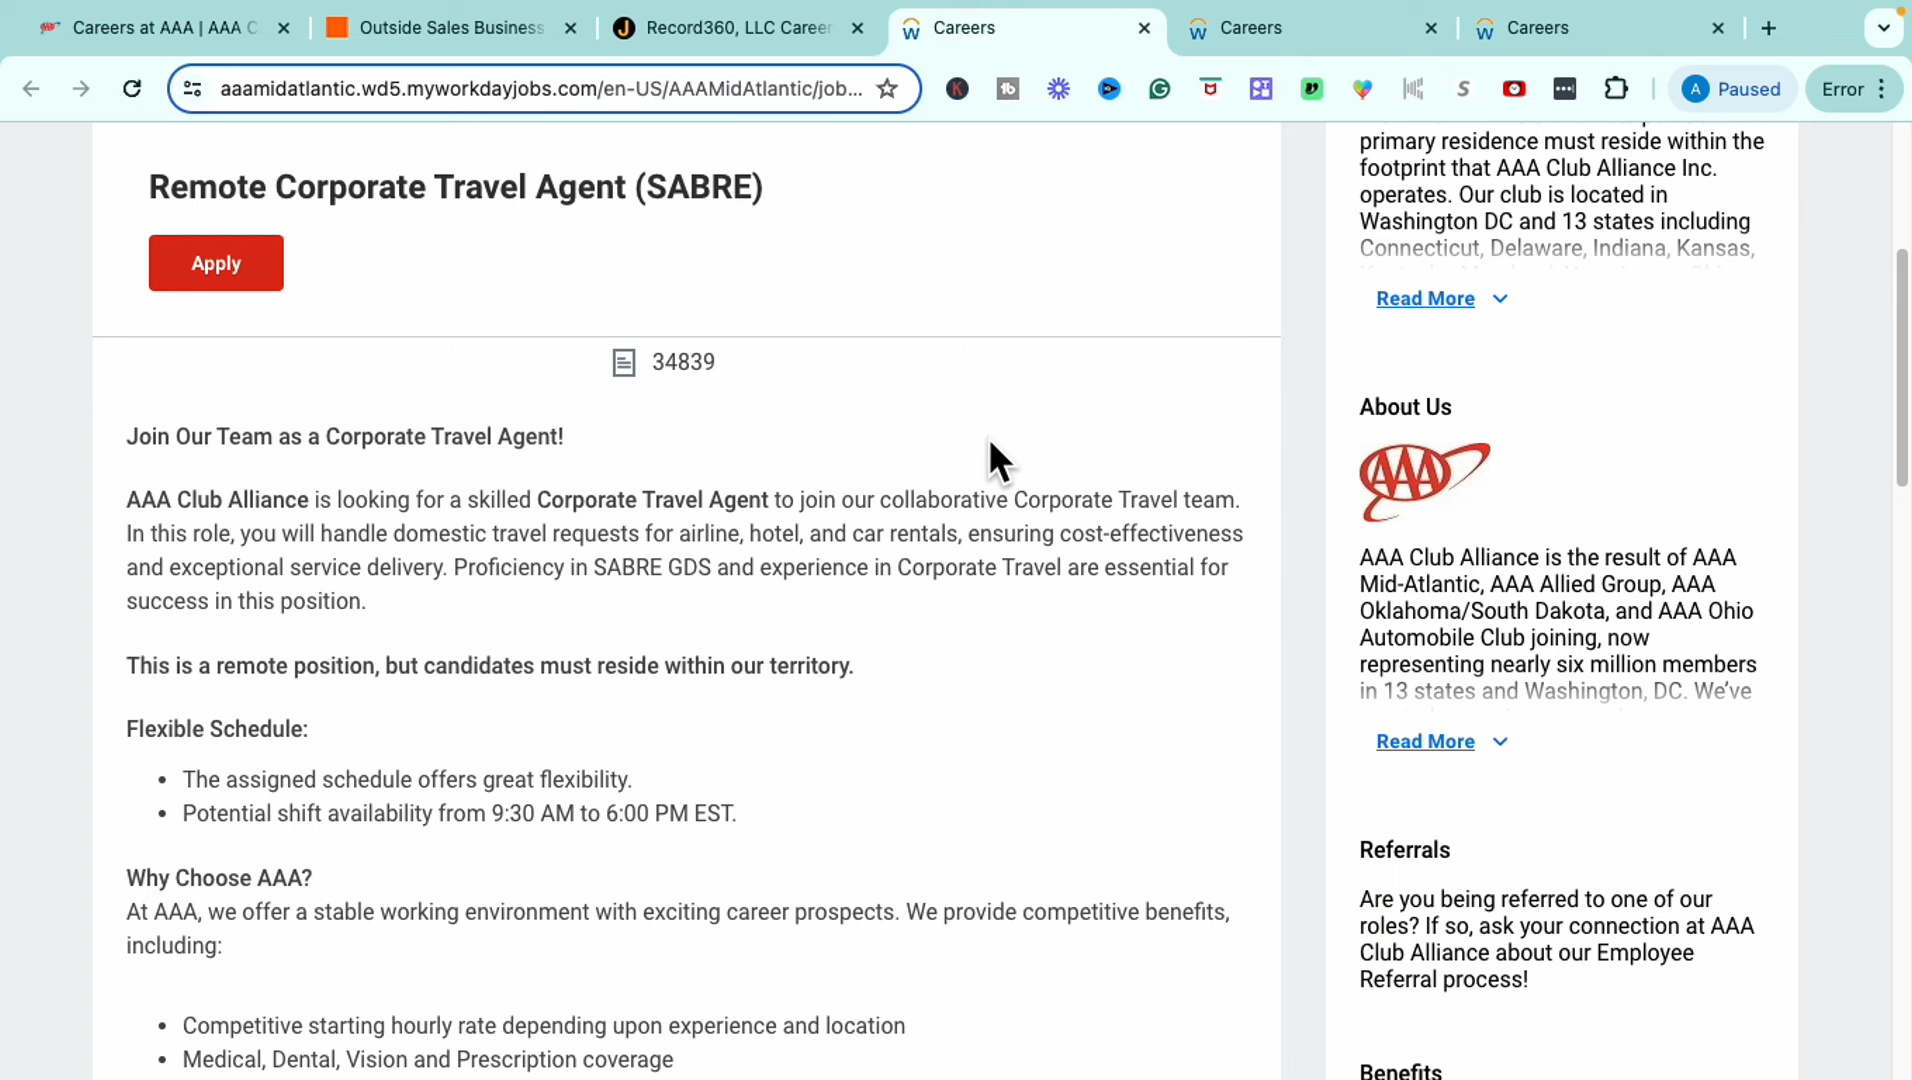 Careers at AAA | AAA C
Outside Sales Business
Record360, LLC Career
Careers
Careers
Careers
aaamidatlantic.wd5.myworkdayjobs.com/en-US/AAAMidAtlantic/job...
A Paused
Error
Remote Corporate Travel Agent (SABRE)
Apply
34839
Join Our Team as a Corporate Travel Agent!
AAA Club Alliance is looking for a skilled Corporate Travel Agent to join our collaborative Corporate Travel team.
In this role, you will handle domestic travel requests for airline, hotel, and car rentals, ensuring cost-effectiveness
and exceptional service delivery. Proficiency in SABRE GDS and experience in Corporate Travel are essential for
success in this position.
This is a remote position, but candidates must reside within our territory.
Flexible Schedule:
• The assigned schedule offers great flexibility.
• Potential shift availability from 9:30 AM to 6:00 PM EST.
Why Choose AAA?
At AAA, we offer a stable working environment with exciting career prospects. We provide competitive benefits,
including:
• Competitive starting hourly rate depending upon experience and location
• Medical, Dental, Vision and Prescription coverage
primary residence must reside within the
footprint that AAA Club Alliance Inc.
operates. Our club is located in
Washington DC and 13 states including
Connecticut, Delaware, Indiana, Kansas,
Read More
About Us
AAA
AAA Club Alliance is the result of AAA
Mid-Atlantic, AAA Allied Group, AAA
Oklahoma/South Dakota, and AAA Ohio
Automobile Club joining, now
representing nearly six million members
in 13 states and Washington, DC. We've
Read More
Referrals
Are you being referred to one of our
roles? If so, ask your connection at AAA
Club Alliance about our Employee
Referral process!
Benefits